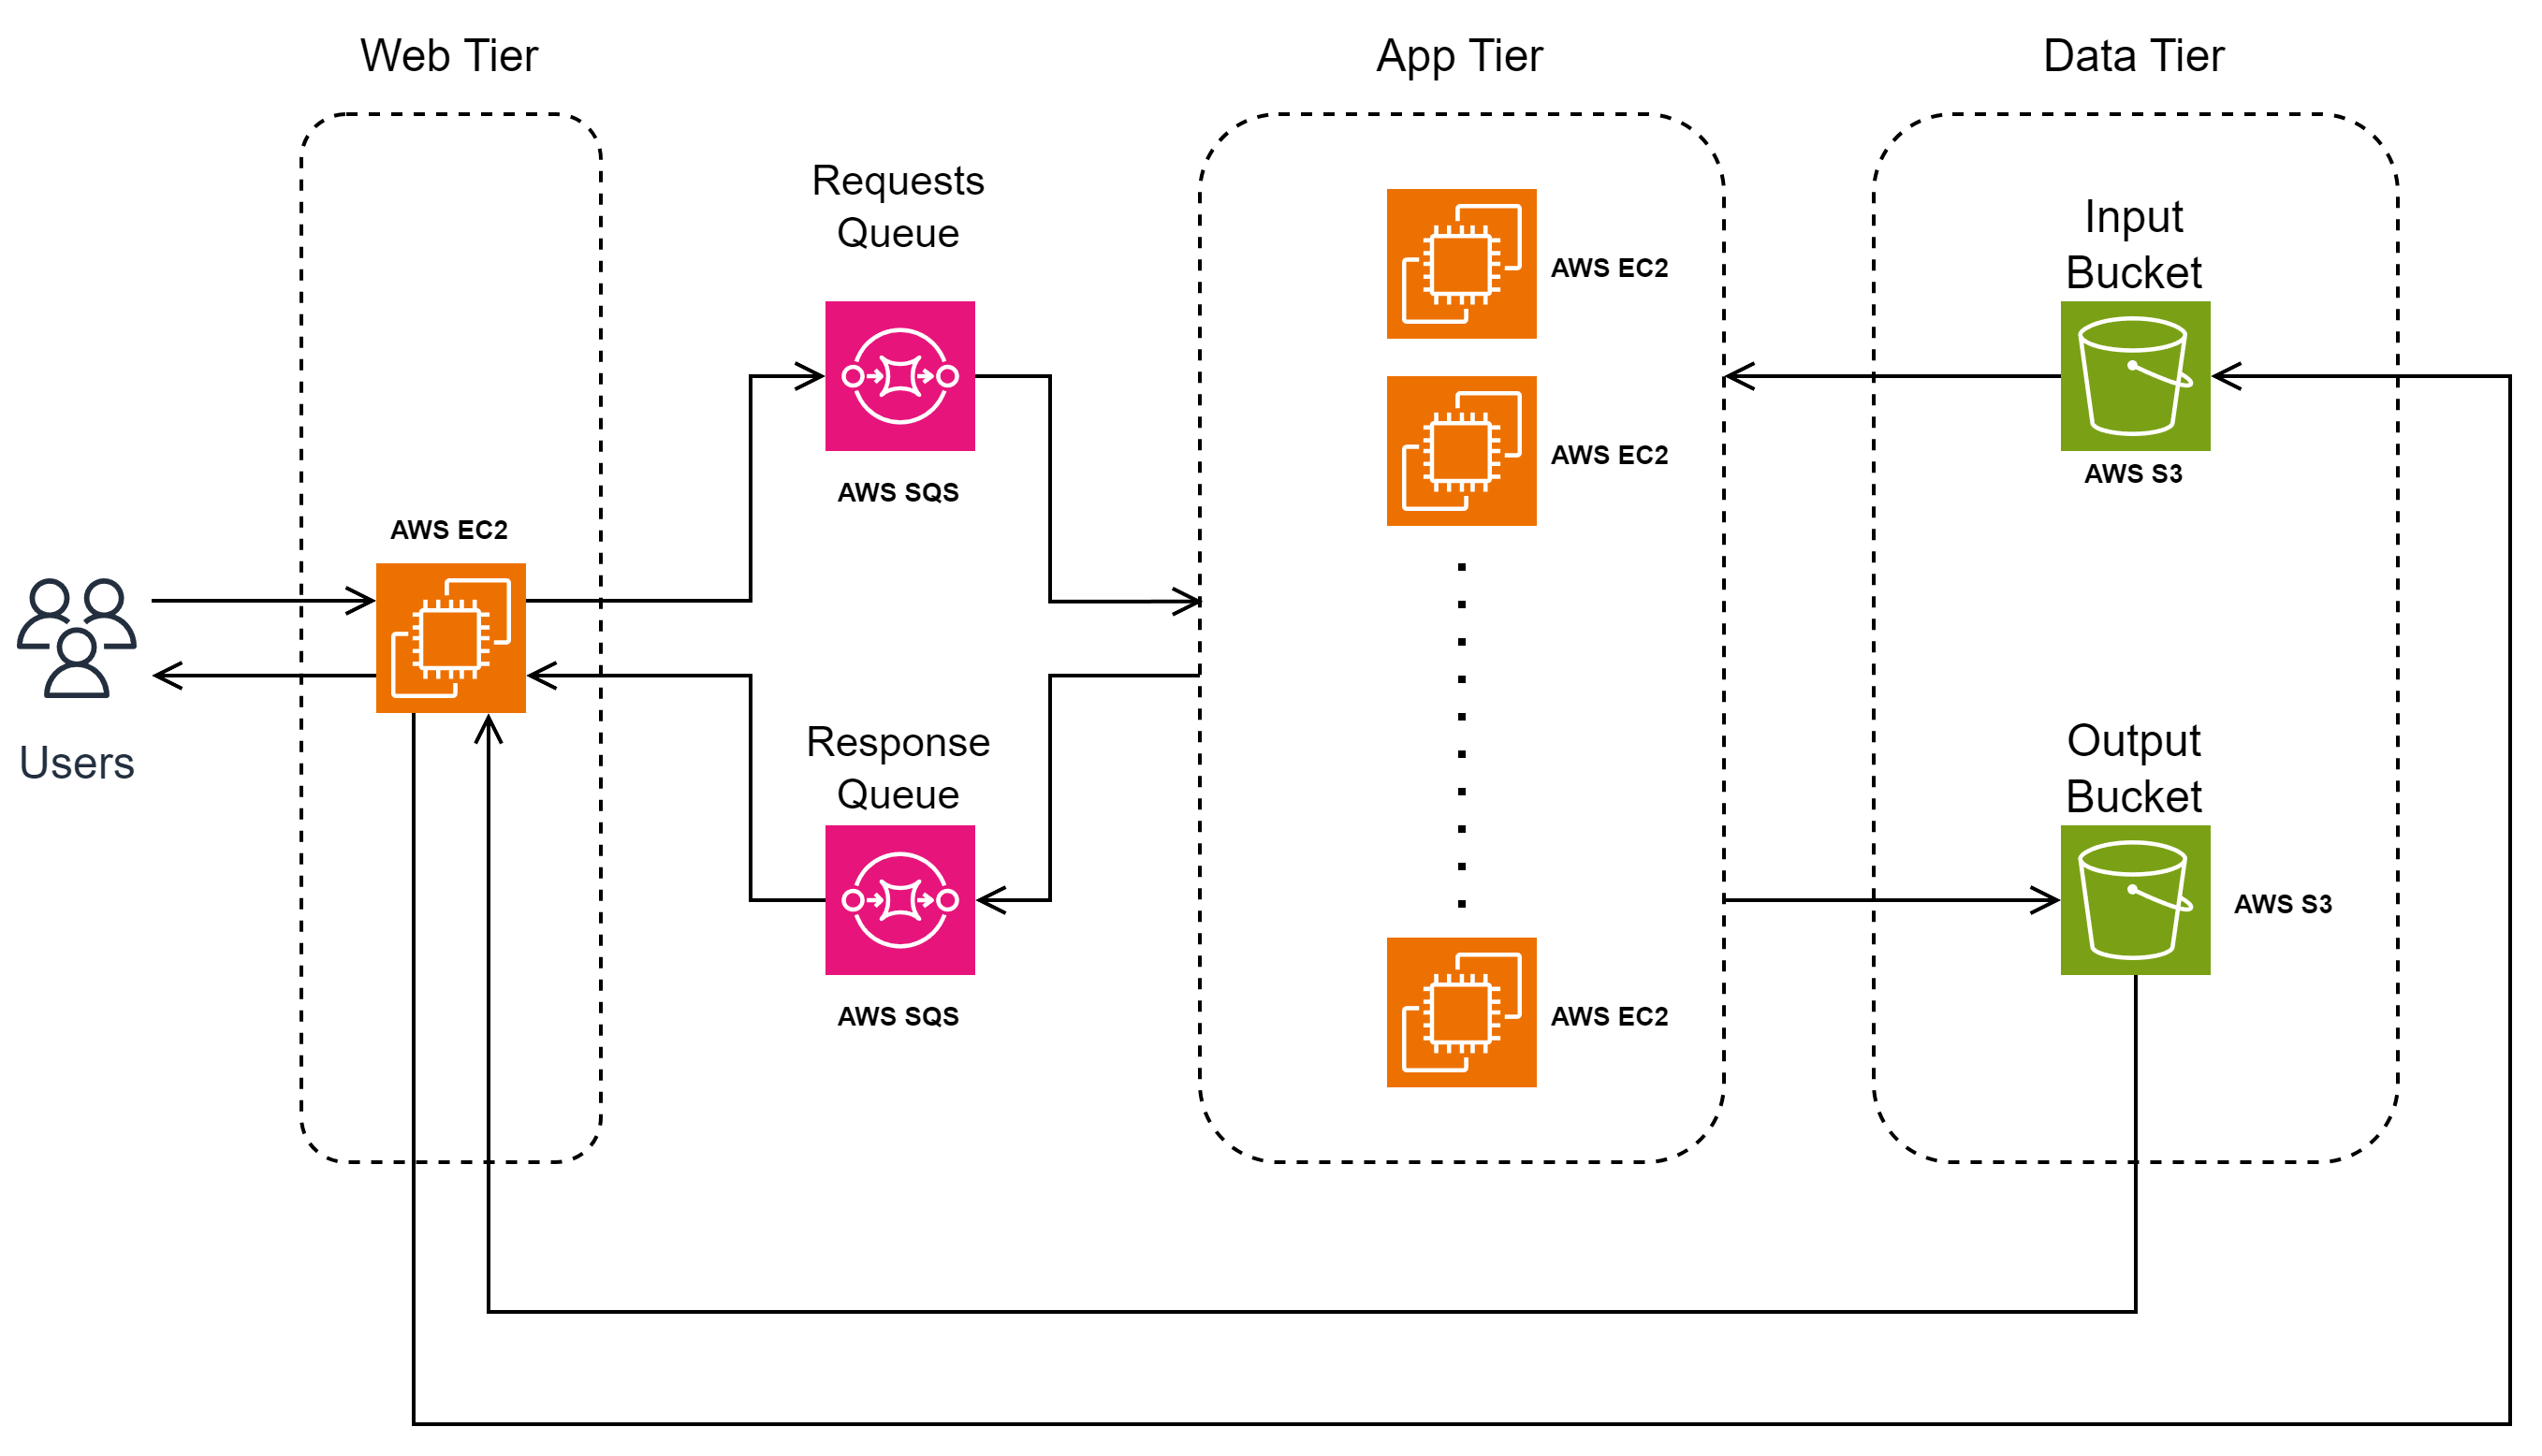 Web Tier
App Tier
Data Tier
Requests
Queue
AWS SQS
AWS EC2
Users
Response
Queue
AWS SQS
AWS EC2
AWS EC2
AWS EC2
Input
Bucket
AWS S3
Output
Bucket
AWS S3